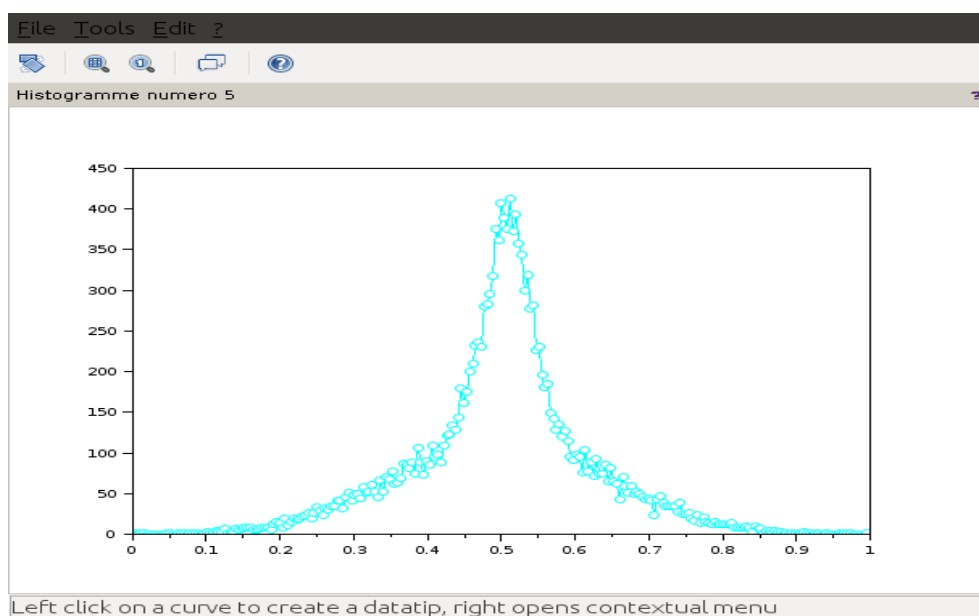 File Tools Edit ?
Histogramme numero 5
?
450
400
350
300
250
200
150
100
50
0
0 0.1 0.2 0.3 0.4 0.5 0.6 0.7 0.8 0.9 1
Left click on a curve to create a datatip, right opens contextual menu